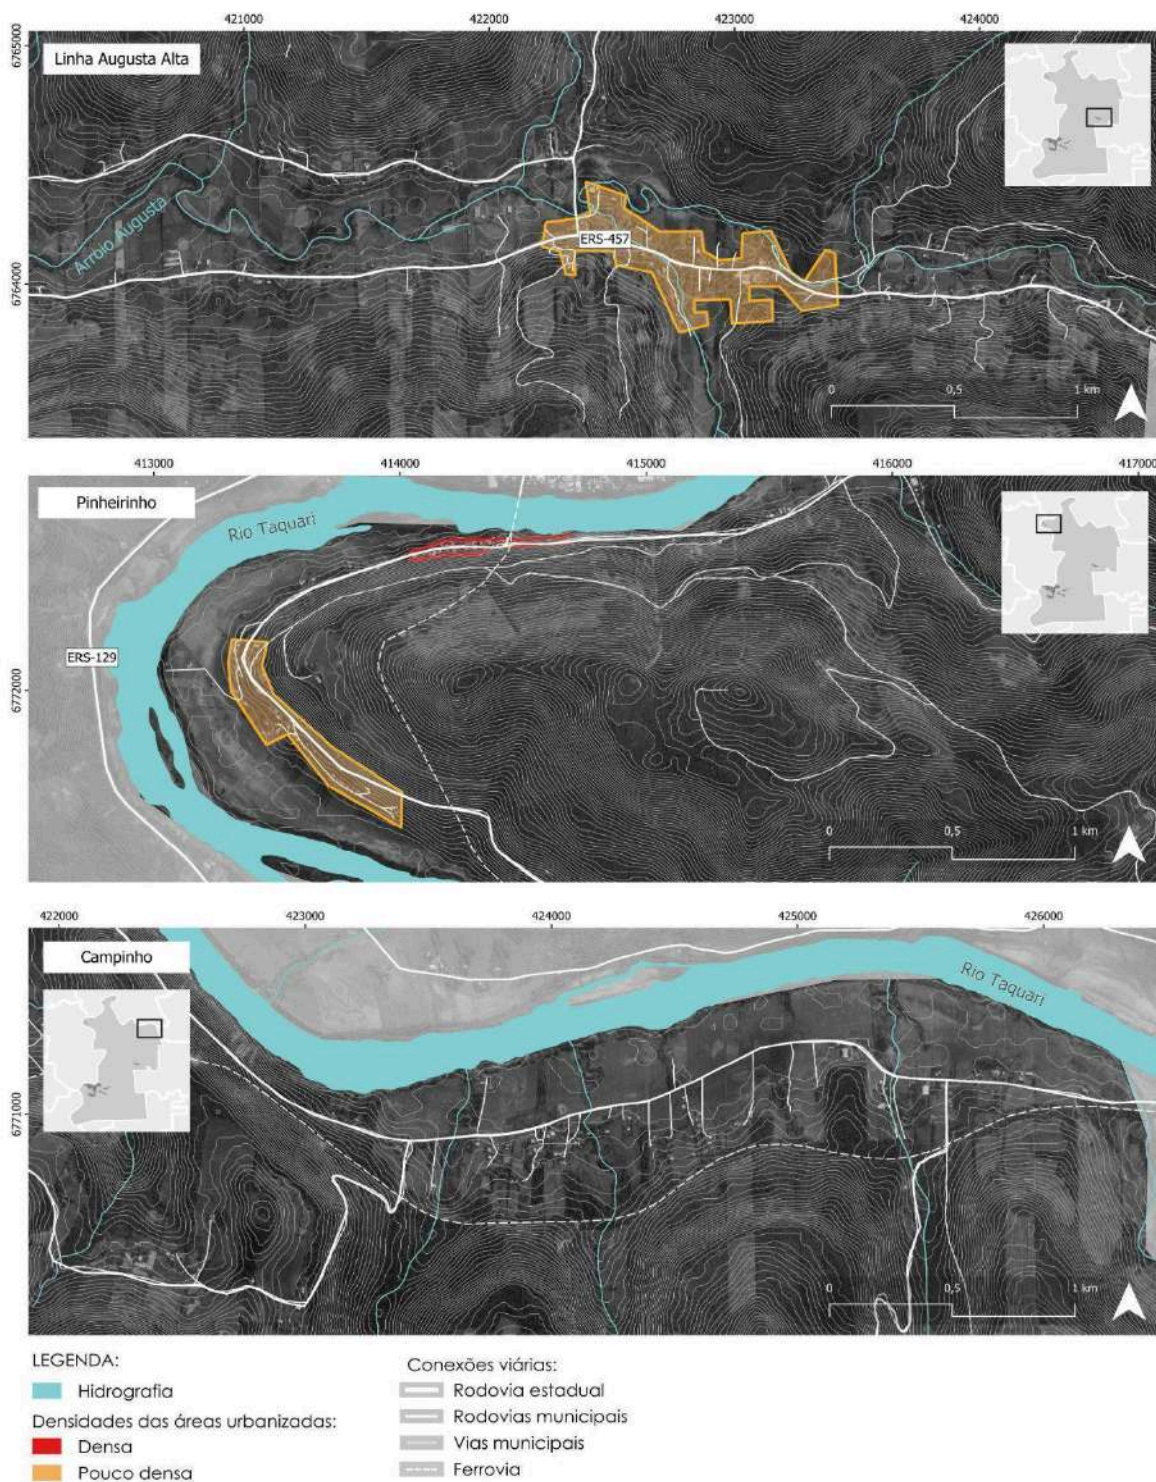 421000 422000 423000 424000
6765000
Linha Augusta Alta
Arroio Augusta
ERS-457
6764000
0 0,5 1 km
413000 414000 415000 416000 417000
Pinheirinho
Rio Taquari
ERS-129
6772000
0 0,5 1 km
422000 423000 424000 425000 426000
Campinho
Rio Taquari
6771000
0 0,5 1 km
LEGENDA:
Hidrografia
Densidades das áreas urbanizadas:
Densa
Pouco densa
Conexões viárias:
Rodovia estadual
Rodovias municipais
Vias municipais
Ferrovia